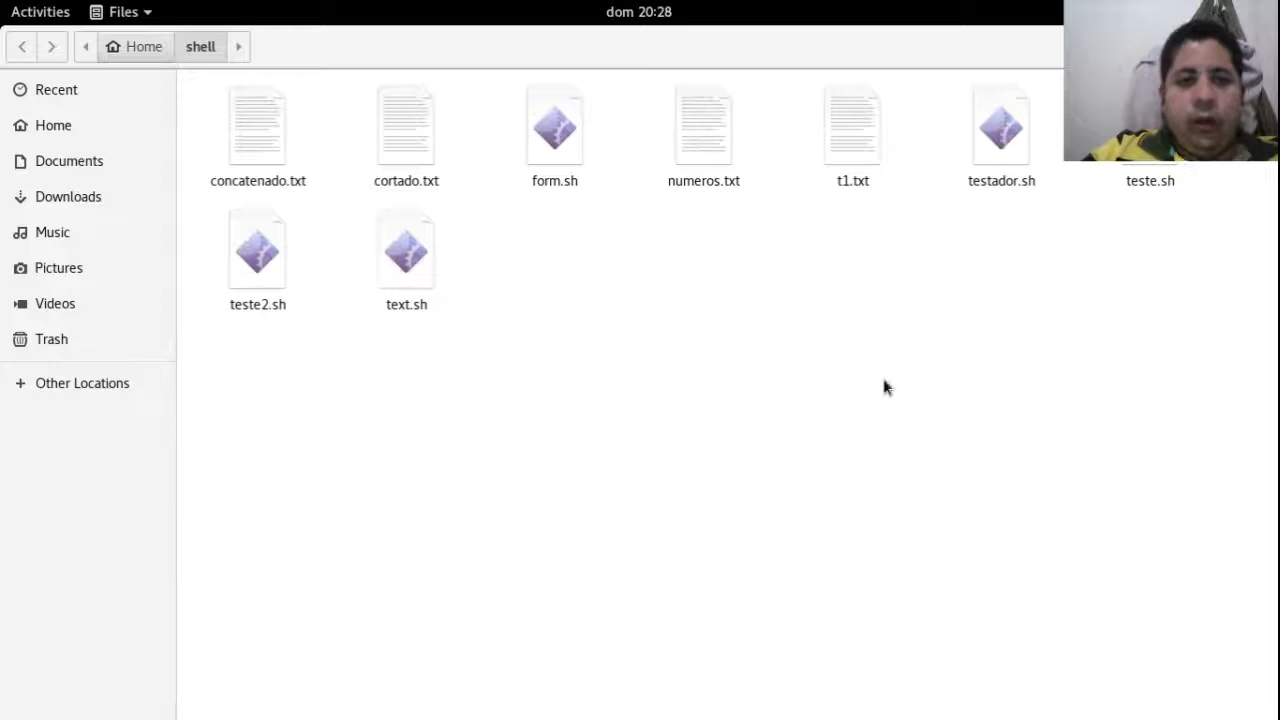 Activities Files dom 20:28
Home shell
Recent
Home
Documents
Downloads
Music
Pictures
Videos
Trash
Other Locations
concatenado.txt cortado.txt form.sh numeros.txt t1.txt testador.sh teste.sh
teste2.sh text.sh